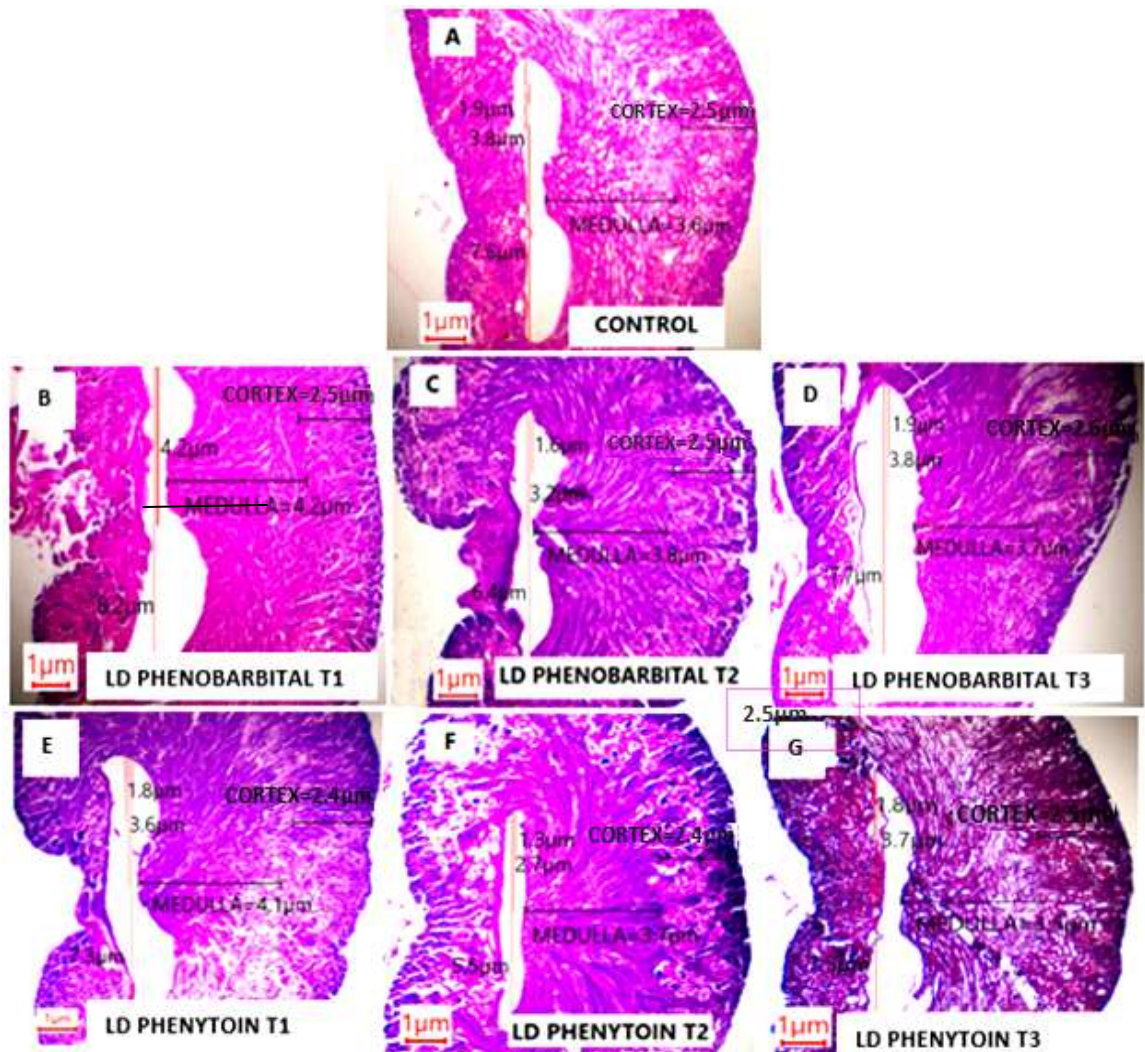 A
1.9µm
CORTEX=2.5µm
3.8µm
MEDULLA=3.6µm
7.6µm
1µm
CONTROL
B
CORTEX=2.5µm
4.2µm
MEDULLA=4.2µm
8.2µm
1µm
LD PHENOBARBITAL T1
C
1.6µm
CORTEX=2.5µm
3.2µm
MEDULLA=3.8µm
6.4µm
1µm
LD PHENOBARBITAL T2
D
1.9µm
CORTEX=2.6µm
3.8µm
MEDULLA=3.7µm
7.7µm
1µm
LD PHENOBARBITAL T3
E
1.8µm
CORTEX=2.4µm
3.6µm
MEDULLA=4.1µm
7.3µm
1µm
LD PHENYTOIN T1
F
1.3µm
CORTEX=2.4µm
2.7µm
MEDULLA=3.7µm
5.5µm
1µm
LD PHENYTOIN T2
2.5µm
G
1.8µm
3.7µm
1µm
LD PHENYTOIN T3